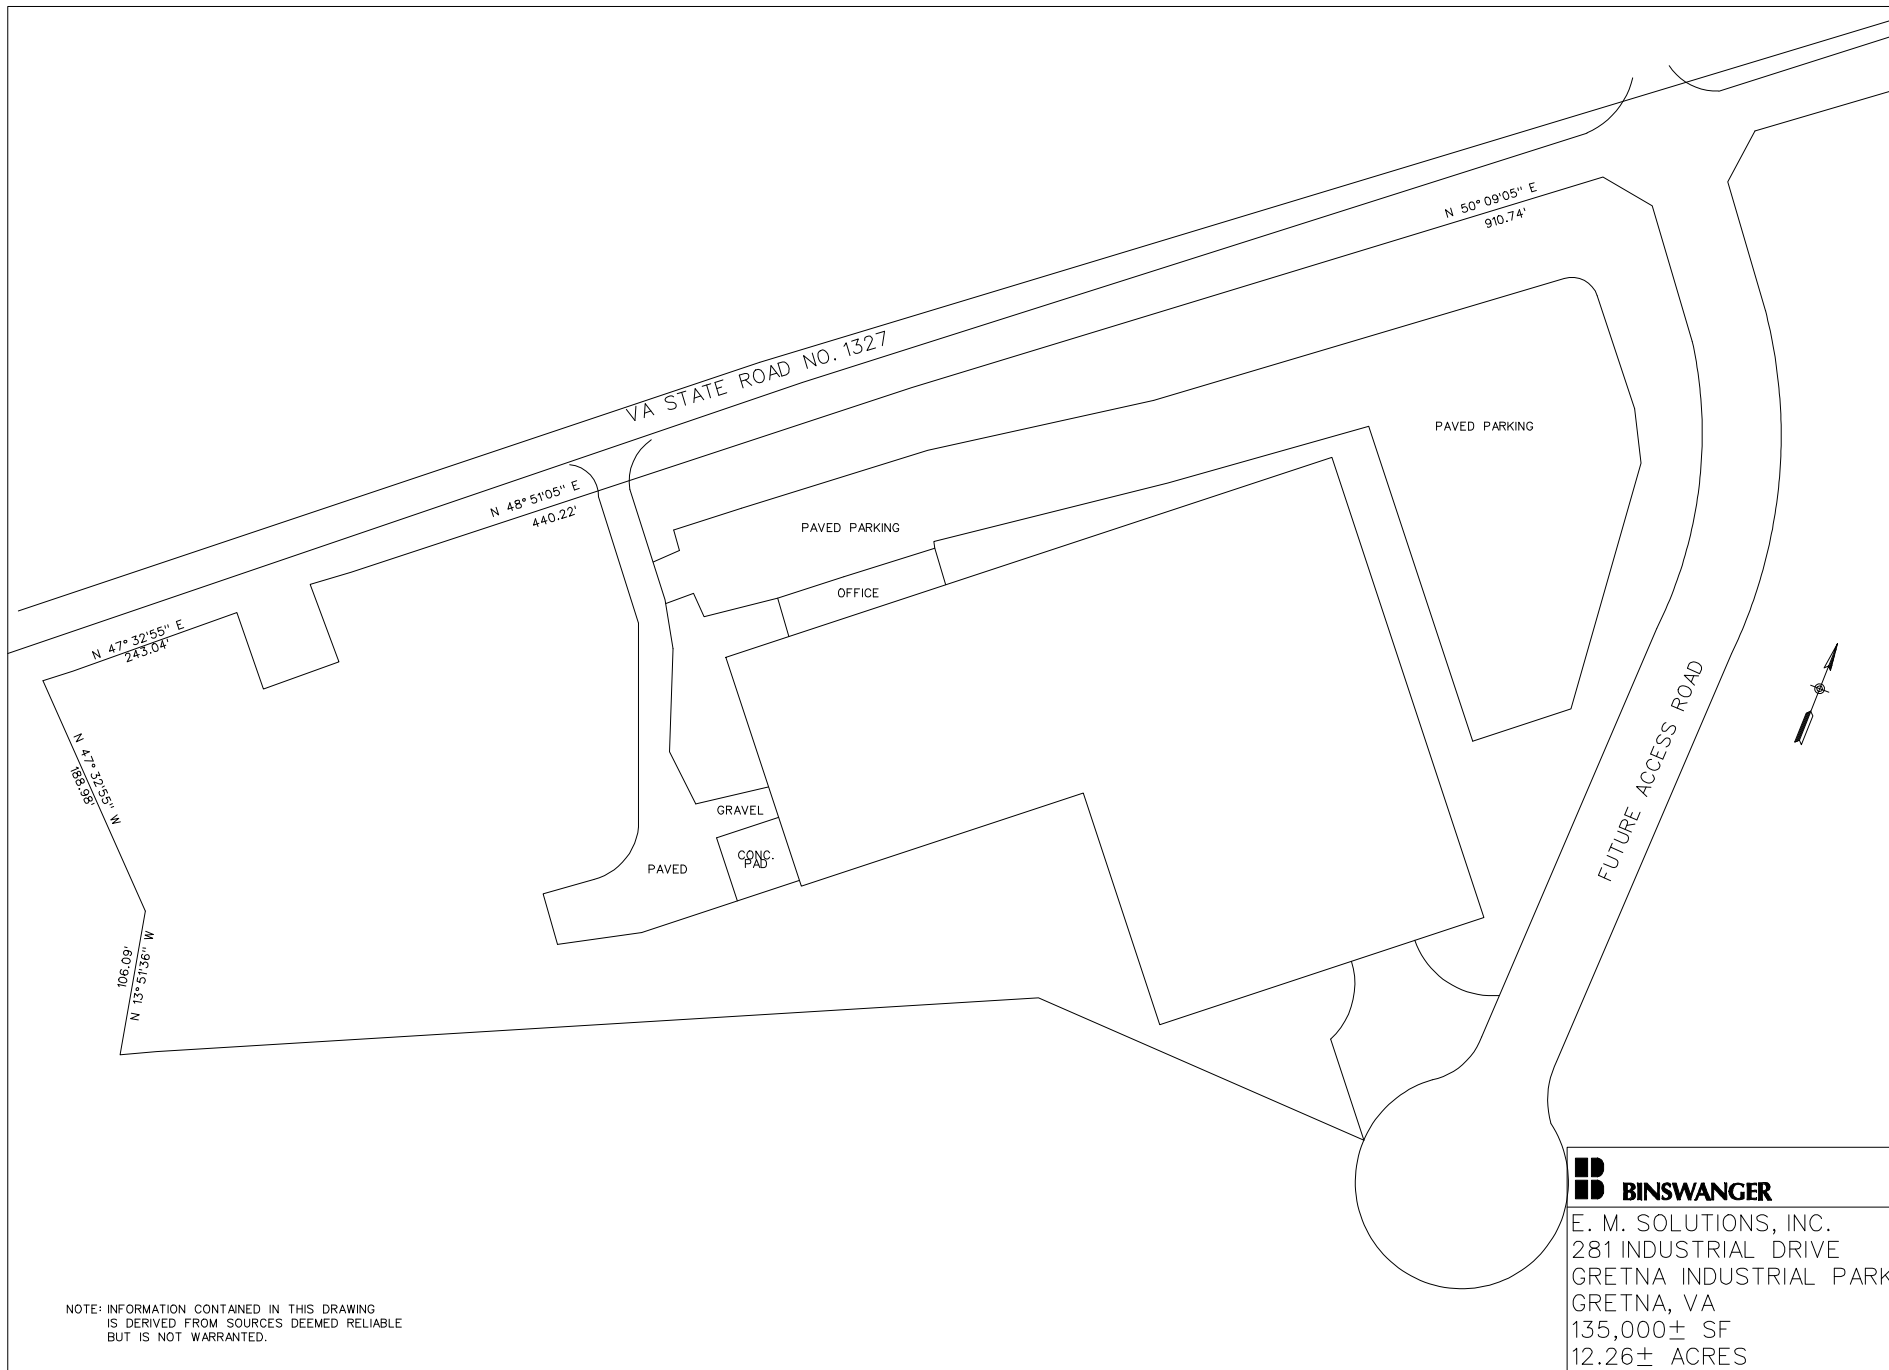 N 50° 09'05" E
910.74'
VA STATE ROAD NO. 1327
PAVED PARKING
N 48° 51'05" E
440.22'
PAVED PARKING
OFFICE
N 47° 32'55" E
243.04'
N 47° 32'55" W
188.98'
GRAVEL
CONC.
PAD
PAVED
FUTURE ACCESS ROAD
106.09'
N 13° 51'36" W
BINSWANGER
E. M. SOLUTIONS, INC.
281 INDUSTRIAL DRIVE
GRETNA INDUSTRIAL PARK
GRETNA, VA
135,000± SF
12.26± ACRES
NOTE: INFORMATION CONTAINED IN THIS DRAWING
IS DERIVED FROM SOURCES DEEMED RELIABLE
BUT IS NOT WARRANTED.